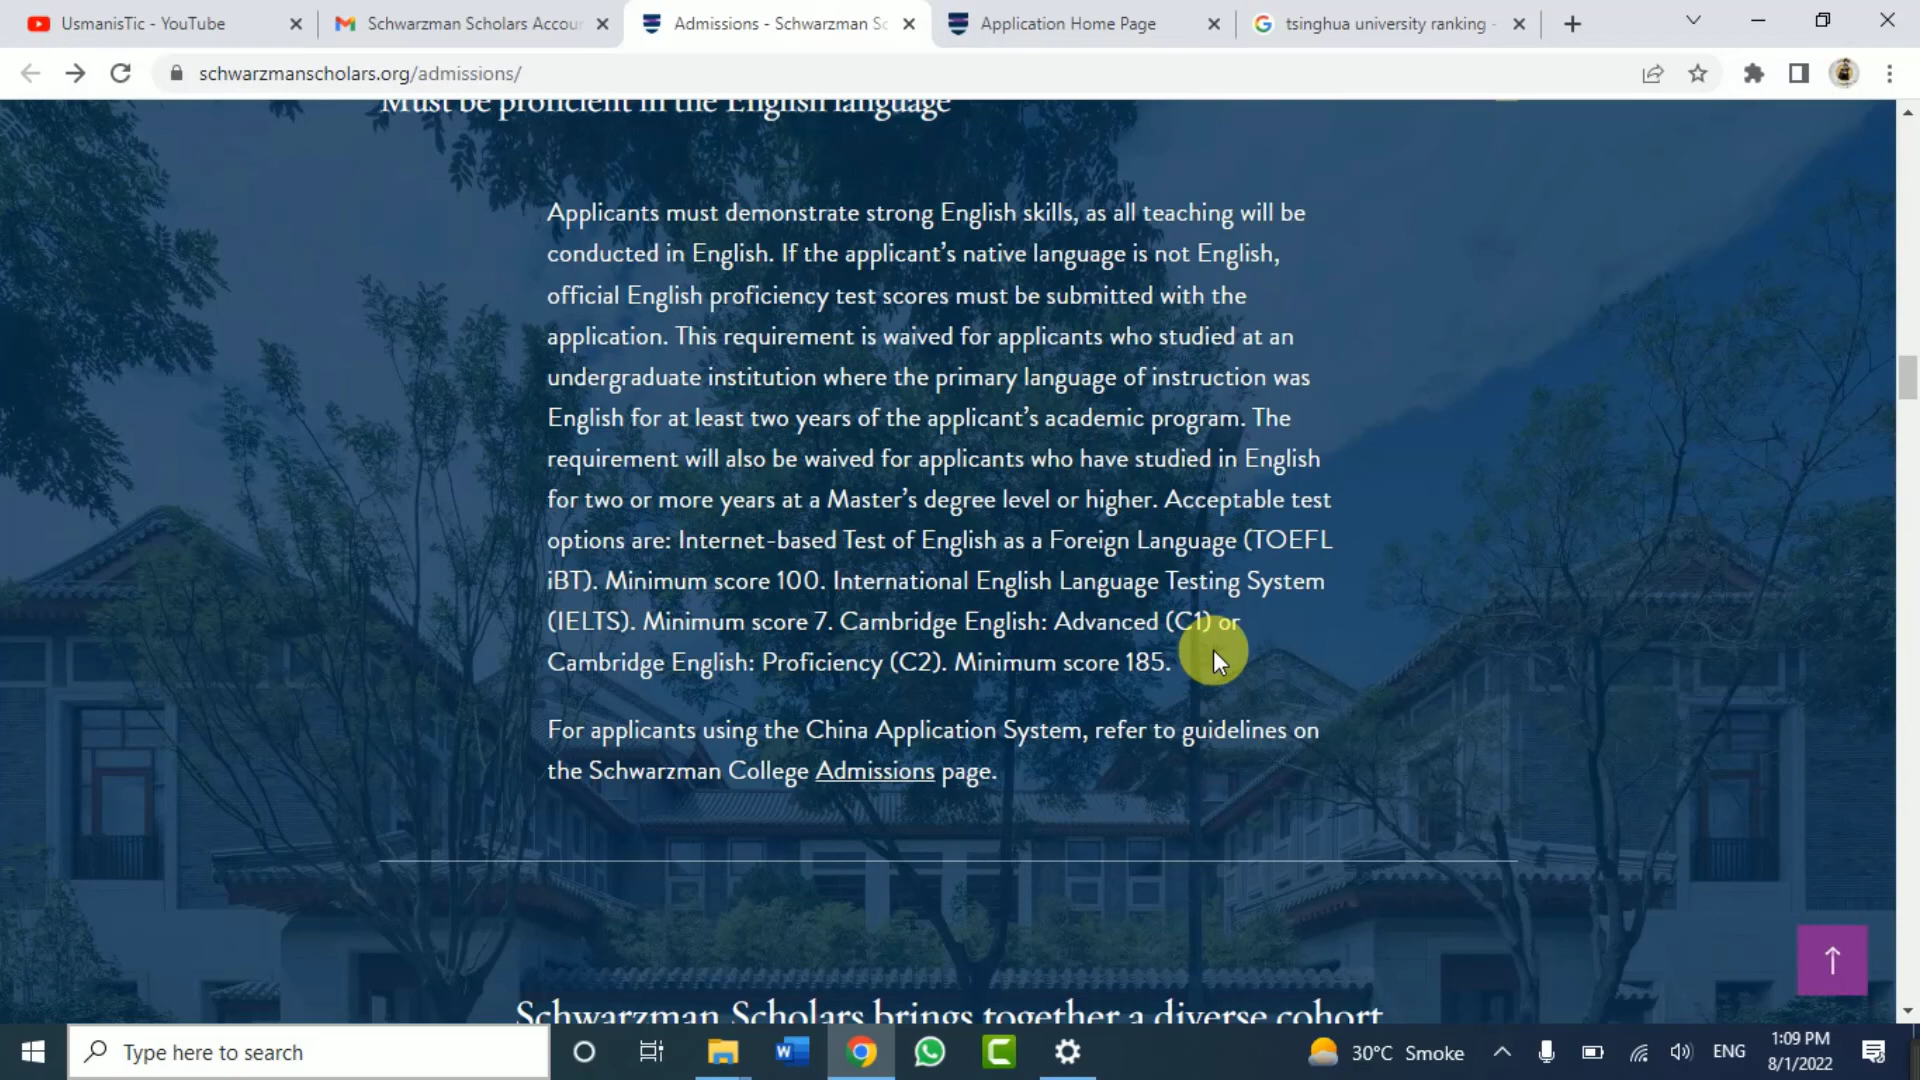 UsmanisTic - YouTube
Schwarzman Scholars Accou
Admissions - Schwarzman Sc
Application Home Page
tsinghua university ranking -
schwarzmanscholars.org/admissions/
Must be proficient in the English language
Applicants must demonstrate strong English skills, as all teaching will be
conducted in English. If the applicant's native language is not English,
official English proficiency test scores must be submitted with the
application. This requirement is waived for applicants who studied at an
undergraduate institution where the primary language of instruction was
English for at least two years of the applicant's academic program. The
requirement will also be waived for applicants who have studied in English
for two or more years at a Master's degree level or higher. Acceptable test
options are: Internet-based Test of English as a Foreign Language (TOEFL
iBT). Minimum score 100. International English Language Testing System
(IELTS). Minimum score 7. Cambridge English: Advanced (C1) or
Cambridge English: Proficiency (C2). Minimum score 185.
For applicants using the China Application System, refer to guidelines on
the Schwarzman College Admissions page.
Schwarzman Scholars brings together a diverse cohort
Type here to search
30°C Smoke
ENG
1:09 PM
8/1/2022